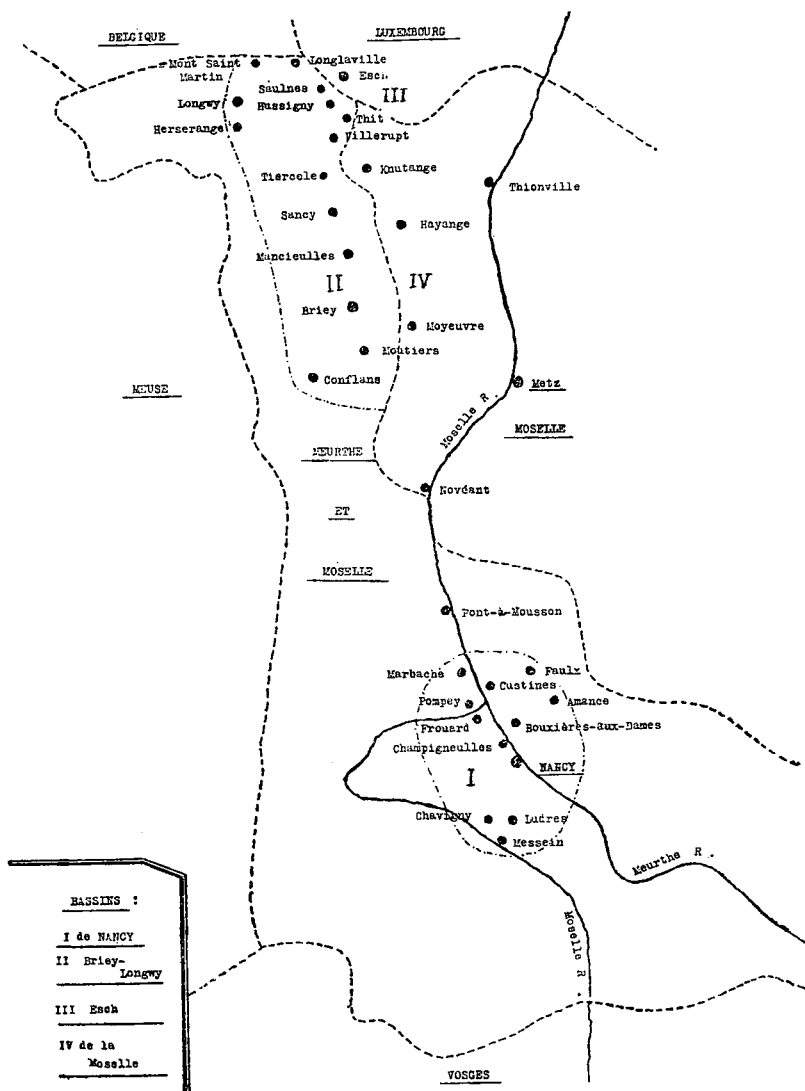 BELGIQUE
LUXEMBOURG
Mont Saint
Martin
Longlaville
Esch
Saulnes
III
Longwy
Hussigny
Thil
Herserange
Villerupt
Knutange
Tiercele
Thionville
Sancy
Hayange
Mancieulles
II
IV
Briey
Moyeuvre
Moutiers
Conflans
Metz
MEUSE
Moselle R.
MOSELLE
MEURTHE
Novéant
ET
MOSELLE
Pont-à-Mousson
Marbache
Faulx
Custines
Pompey
Amance
Frouard
Bouxières-aux-Dames
Champigneulles
I
NANCY
Chavigny
Ludres
Messein
Meurthe R.
Moselle R.
BASSINS :
I de NANCY
II Briey-
Longwy
III Esch
IV de la
Moselle
VOSGES